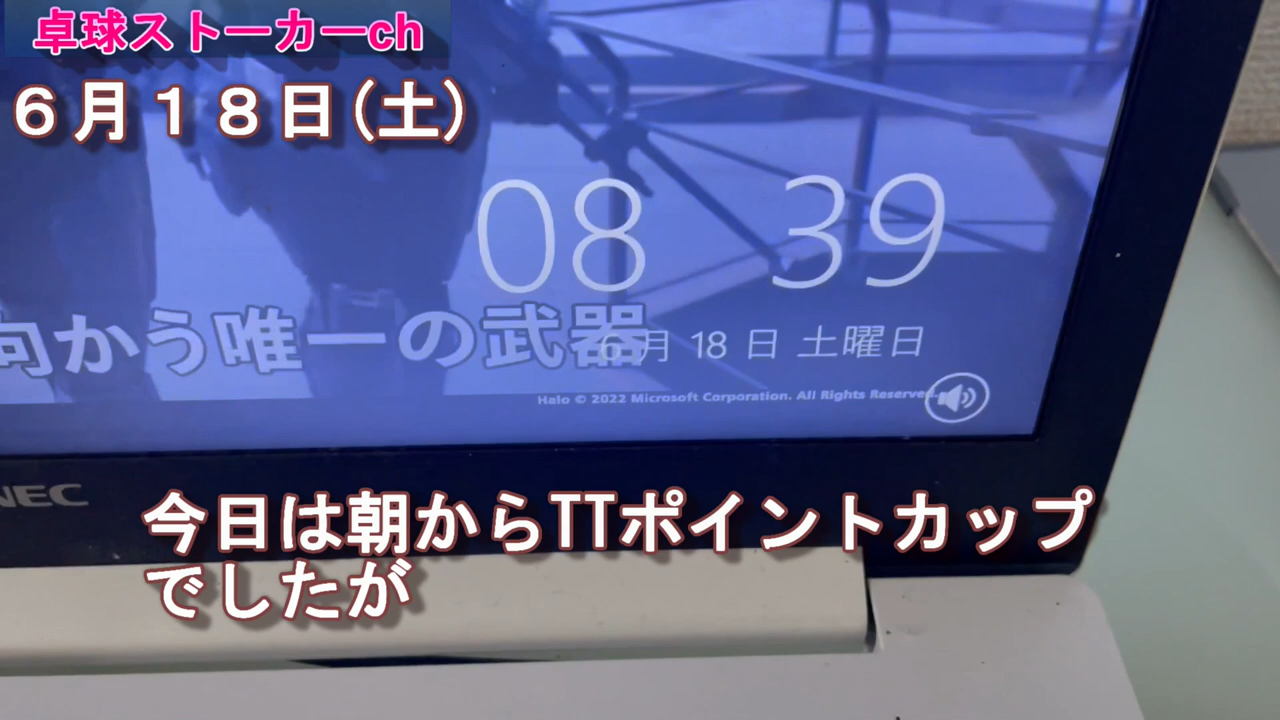 卓球ストーカーch
6月18日(土)
08 39
向かう唯一の武器
6月 18 日 土曜日
Halo © 2022 Microsoft Corporation. All Rights Reserved.
NEC
今日は朝からTTポイントカップ
でしたが